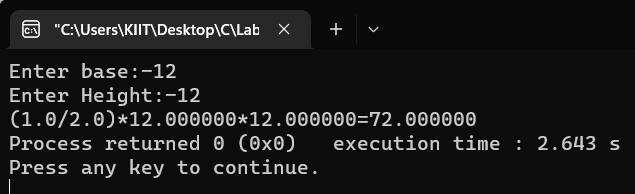 "C:\Users\KIIT\Desktop\C\Lab
Enter base:-12
Enter Height:-12
(1.0/2.0)*12.000000*12.000000=72.000000
Process returned 0 (0x0)   execution time : 2.643 s
Press any key to continue.